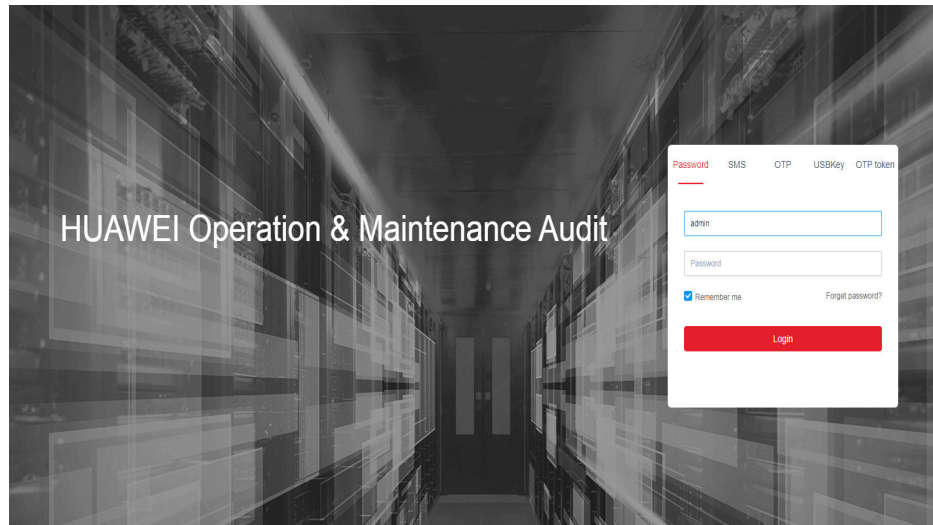 HUAWEI Operation & Maintenance Audit
Password SMS OTP USBKey OTP token
admin
Password
Remember me Forget password?
Login